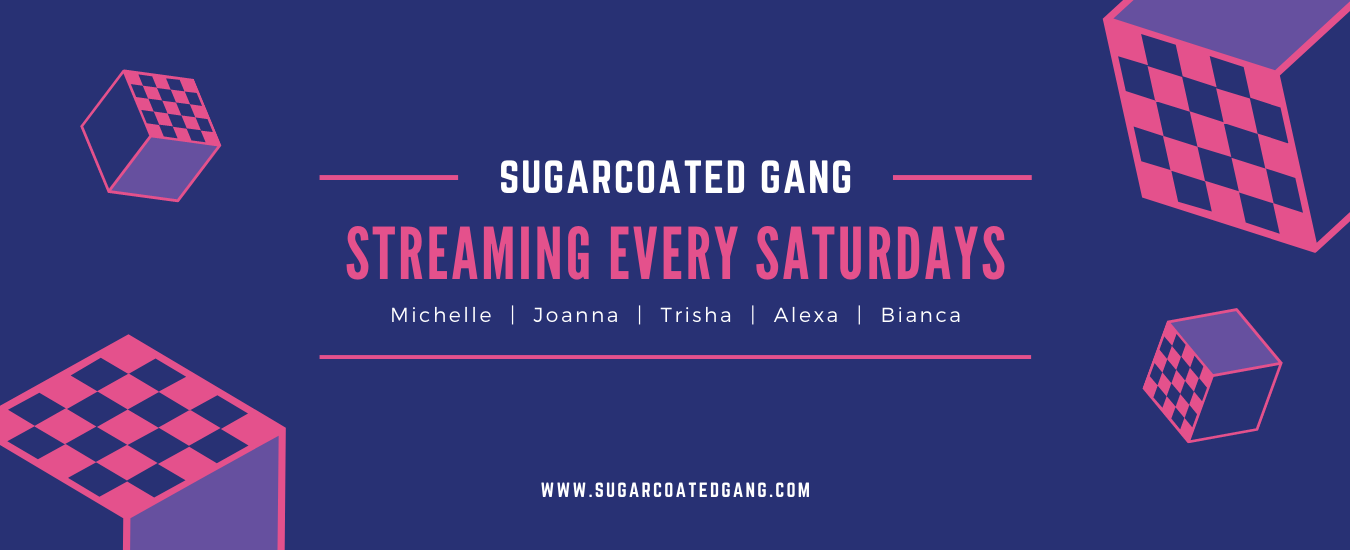 SUGARCOATED GANG
STREAMING EVERY SATURDAYS
Michelle | Joanna | Trisha | Alexa | Bianca
WWW.SUGARCOATEDGANG.COM